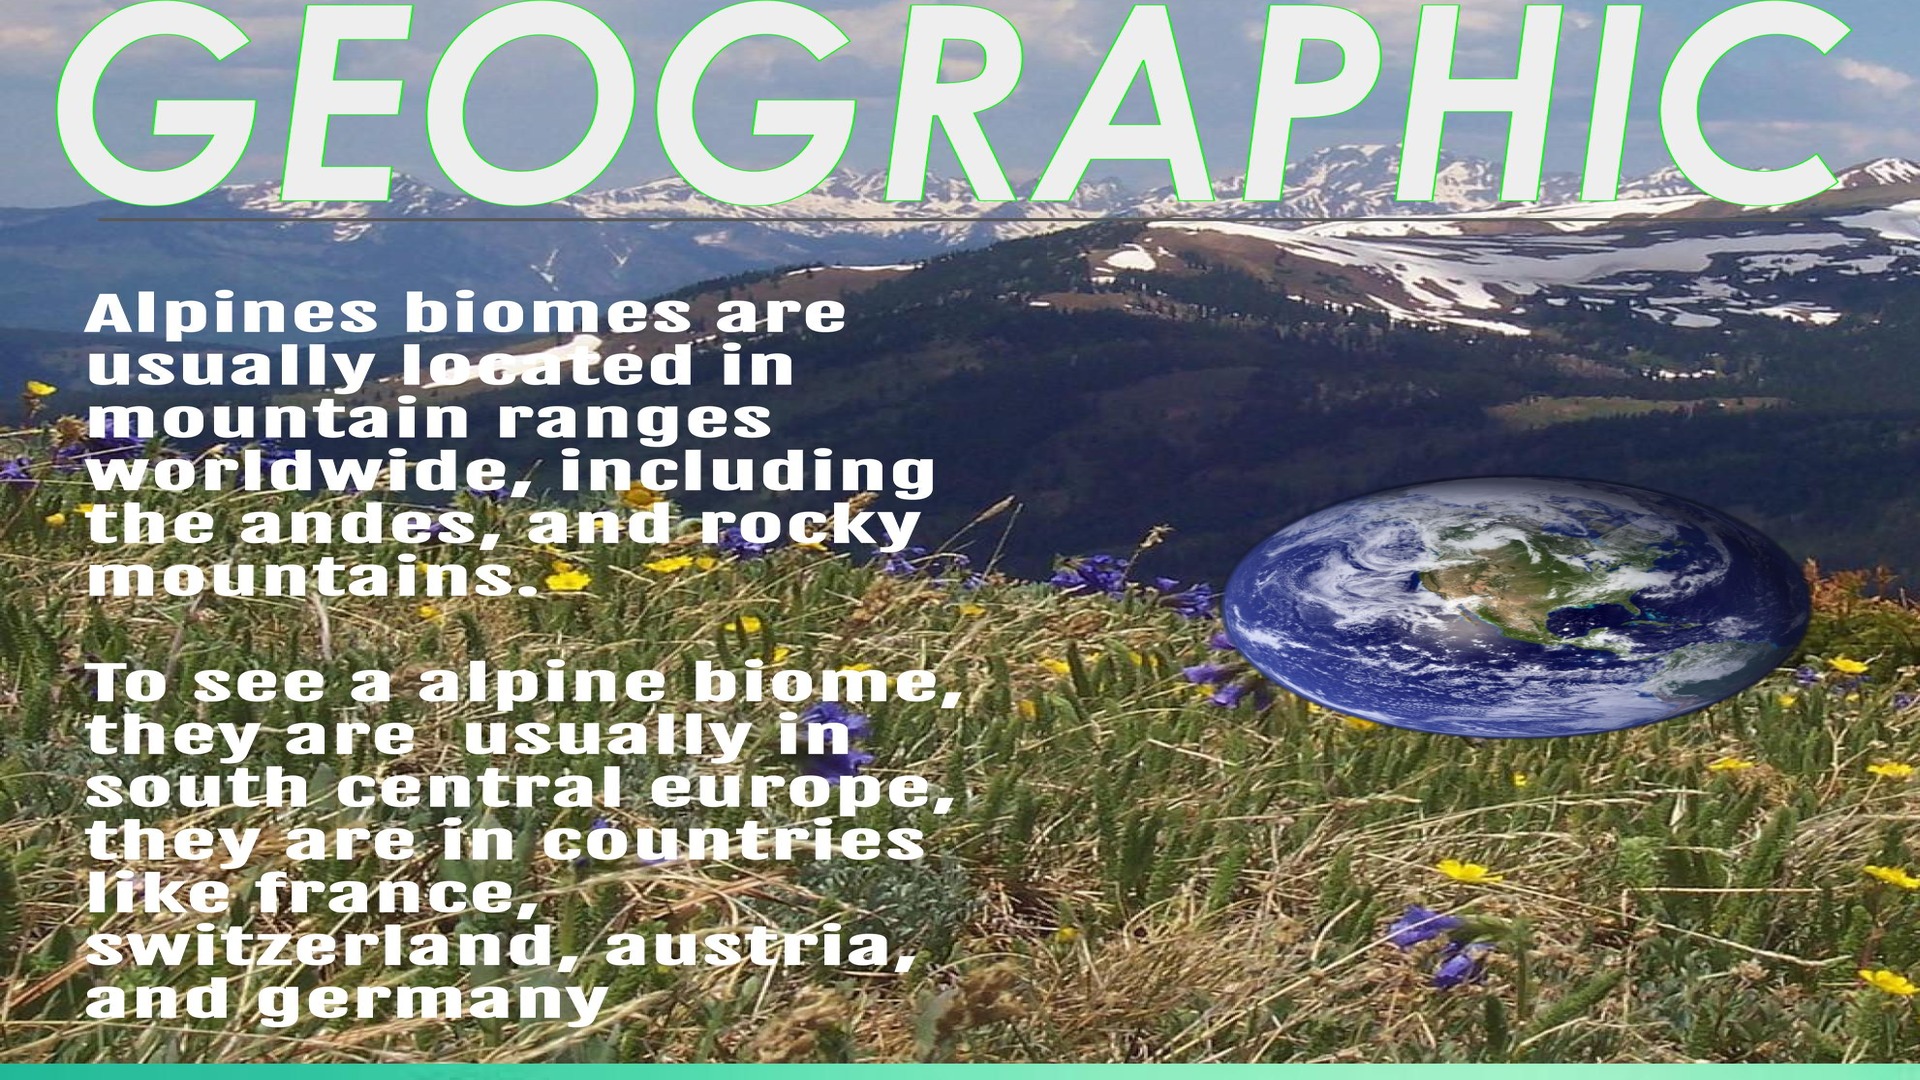 GEOGRAPHIC
Alpines biomes are
usually located in
mountain ranges
worldwide, including
the andes, and rocky
mountains.
To see a alpine biome,
they are  usually in
south central europe,
they are in countries
like france,
switzerland, austria,
and germany